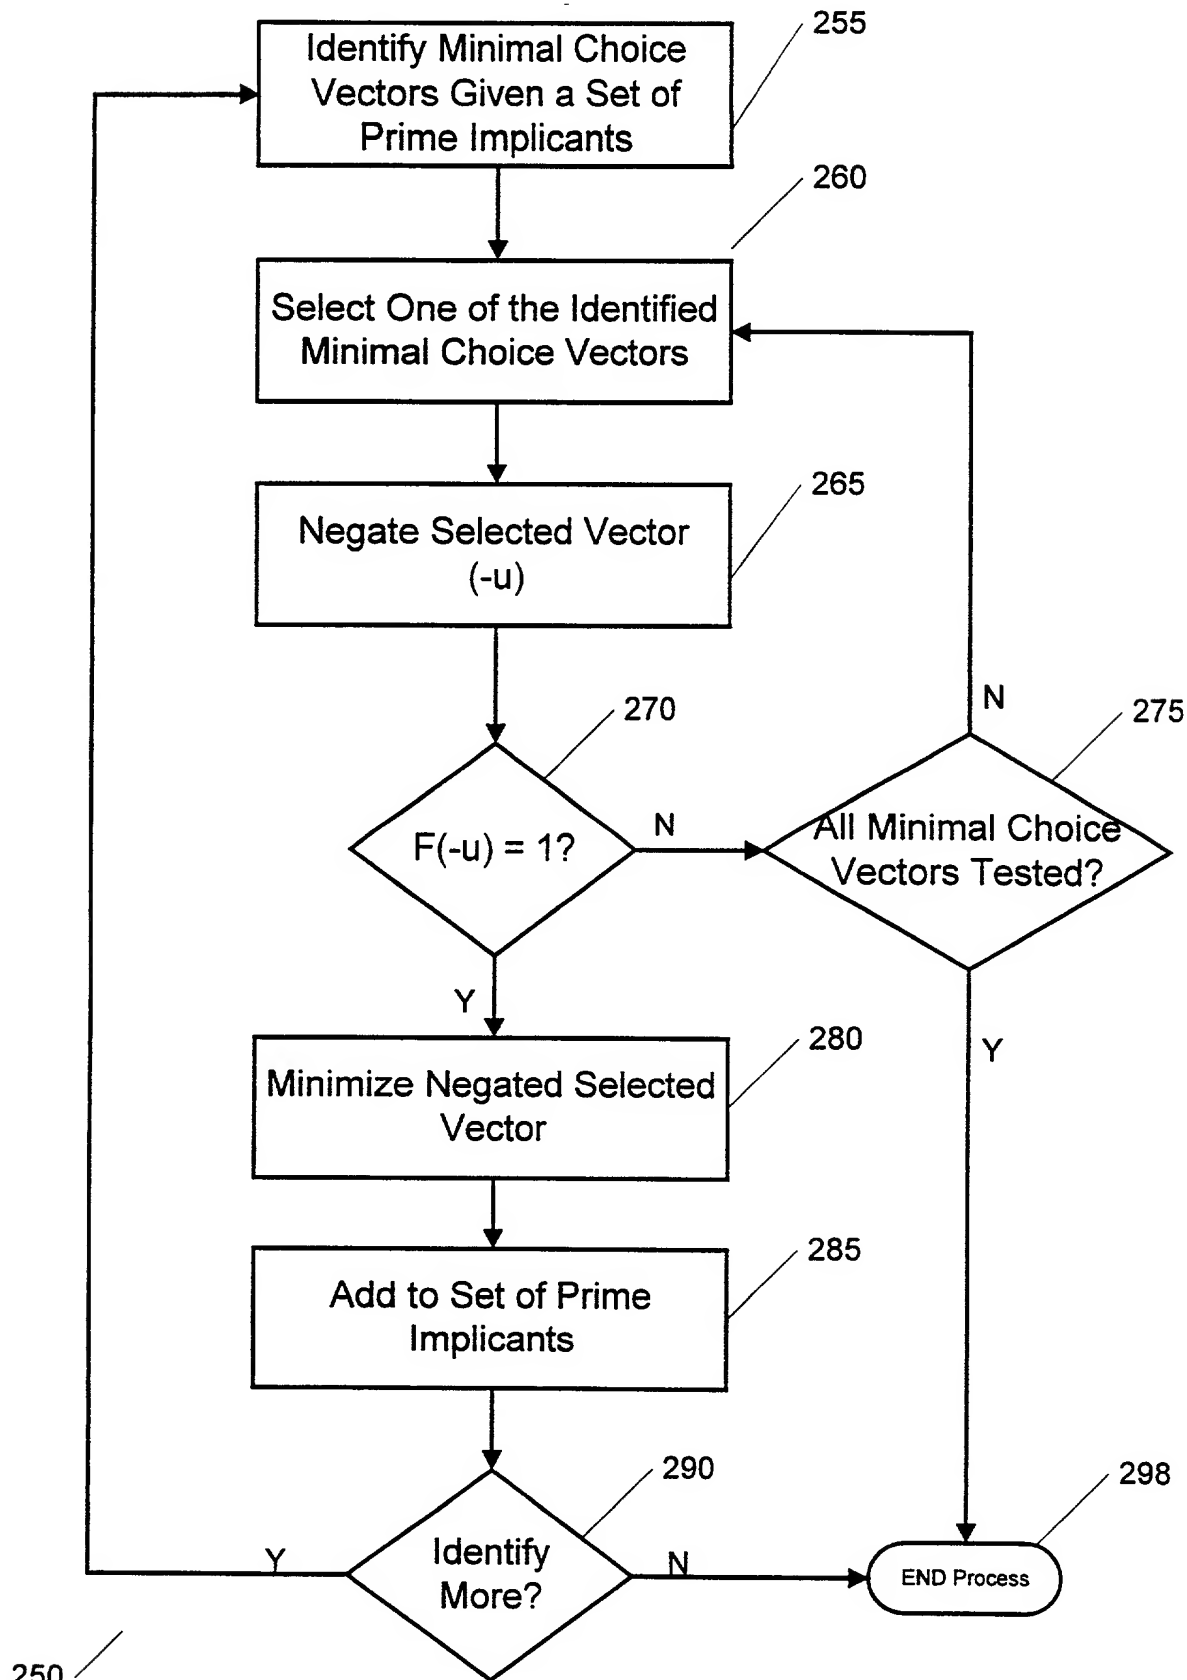 255
Identify Minimal Choice
Vectors Given a Set of
Prime Implicants
260
Select One of the Identified
Minimal Choice Vectors
265
Negate Selected Vector
(-u)
270
N
275
F(-u) = 1?
N
All Minimal Choice
Vectors Tested?
Y
280
Y
Minimize Negated Selected
Vector
285
Add to Set of Prime
Implicants
290
298
Identify
More?
Y
N
END Process
250